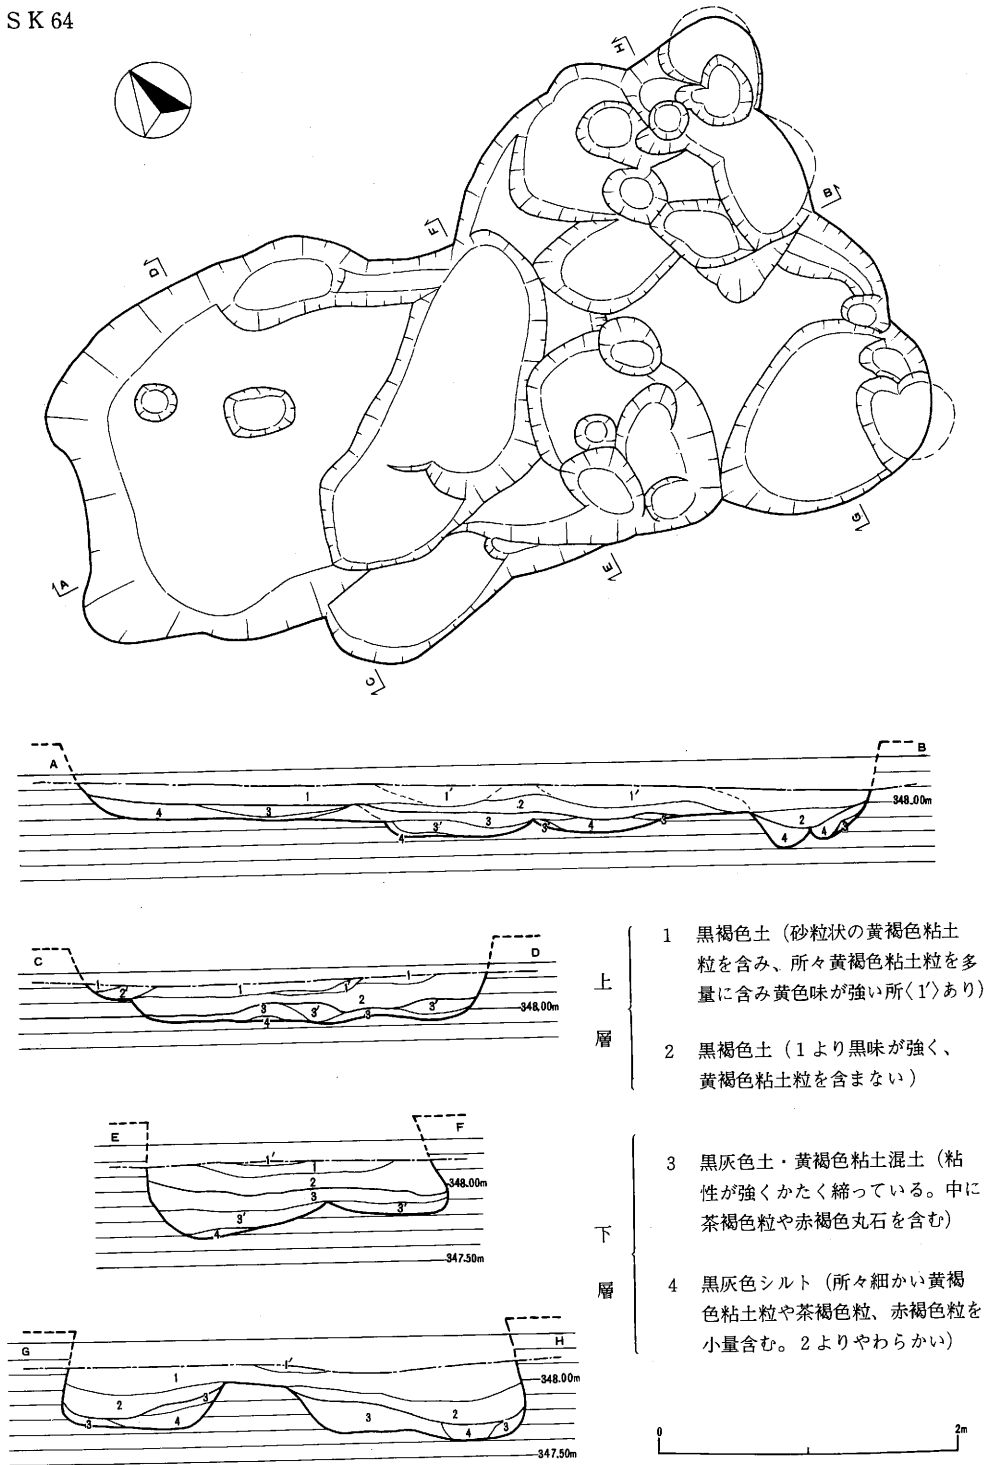 ＳＫ64
H
B
F
D
A
G
E
C
A
B
1
1′
1′
2
348.00m
4
3
3
3′
4
3′
4
3
2
4
4
3
C
D
1
2
1
1′
1
2
3
3′
3′
3
4
348.00m
E
F
1′
1
2
348.00m
3
3′
3′
4
347.50m
G
H
1′
1
348.00m
2
3
3
4
3
2
4
3
347.50m
上層
1 黒褐色土（砂粒状の黄褐色粘土
粒を含み、所々黄褐色粘土粒を多
量に含み黄色味が強い所〈1′〉あり）
2 黒褐色土（１より黒味が強く、
黄褐色粘土粒を含まない）
下層
3 黒灰色土・黄褐色粘土混土（粘
性が強くかたく締っている。中に
茶褐色粒や赤褐色丸石を含む）
4 黒灰色シルト（所々細かい黄褐
色粘土粒や茶褐色粒、赤褐色粒を
小量含む。２よりやわらかい）
0 2m